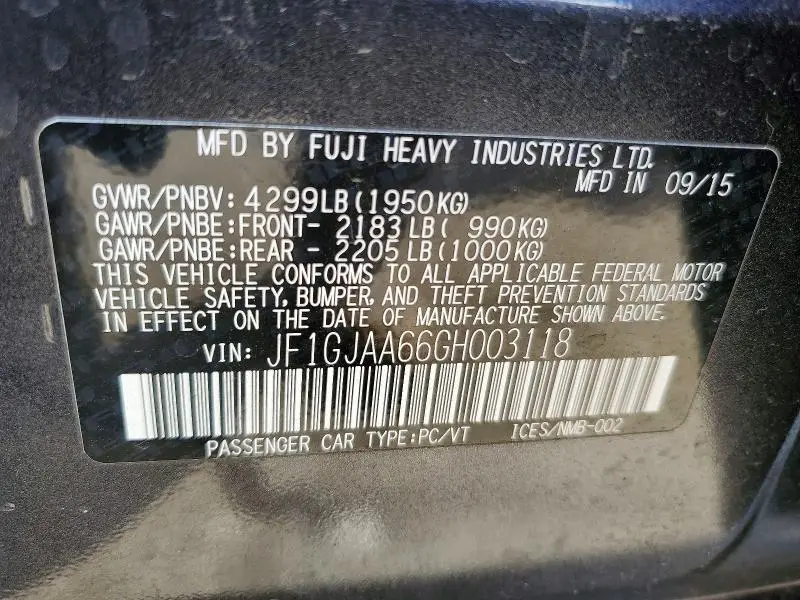 MFD BY FUJI HEAVY INDUSTRIES LTD.
MFD IN 09/15
GVWR/PNBV: 4299LB(1950KG)
GAWR/PNBE:FRONT- 2183LB( 990KG)
GAWR/PNBE:REAR - 2205LB(1000KG)
THIS VEHICLE CONFORMS TO ALL APPLICABLE FEDERAL MOTOR
VEHICLE SAFETY, BUMPER, AND THEFT PREVENTION STANDARDS
IN EFFECT ON THE DATE OF MANUFACTURE SHOWN ABOVE.
VIN: JF1GJAA66GH003118
PASSENGER CAR TYPE:PC/VT ICES/NMB-002